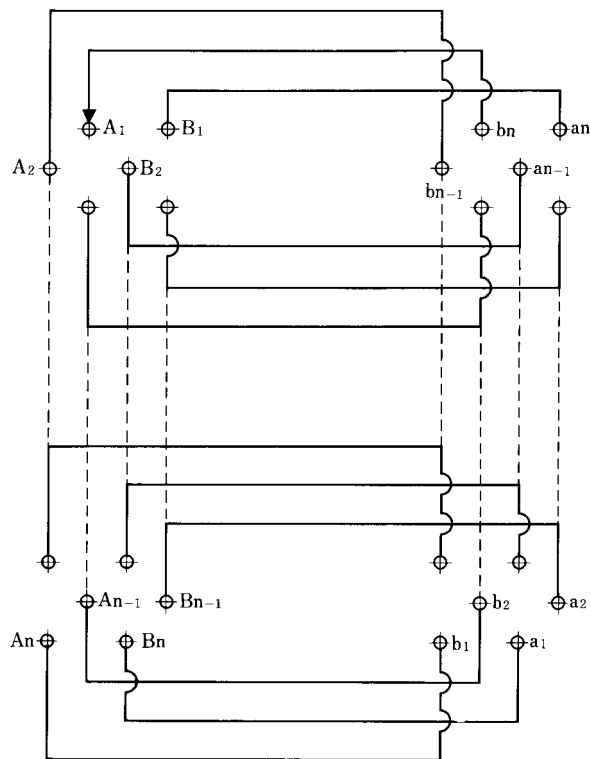 A₁ B₁ bn an
A₂ B₂ bn₋₁ an₋₁
An₋₁ Bn₋₁ b₂ a₂
An Bn b₁ a₁